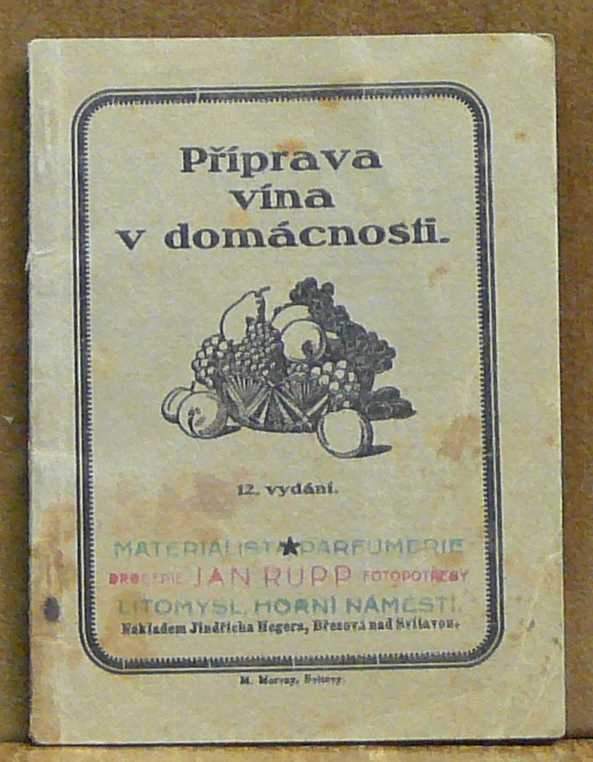 Příprava
vína
v domácnosti.
12. vydání.
MATERIALISTA ★ PARFUMERIE
DROGERIE JAN RUPP FOTOPOTŘEBY
LITOMYŠL, HORNÍ NÁMĚSTÍ.
Nákladem Jindřicha Hegera, Březová nad Svitavou.
M. Morvay, Svitavy.